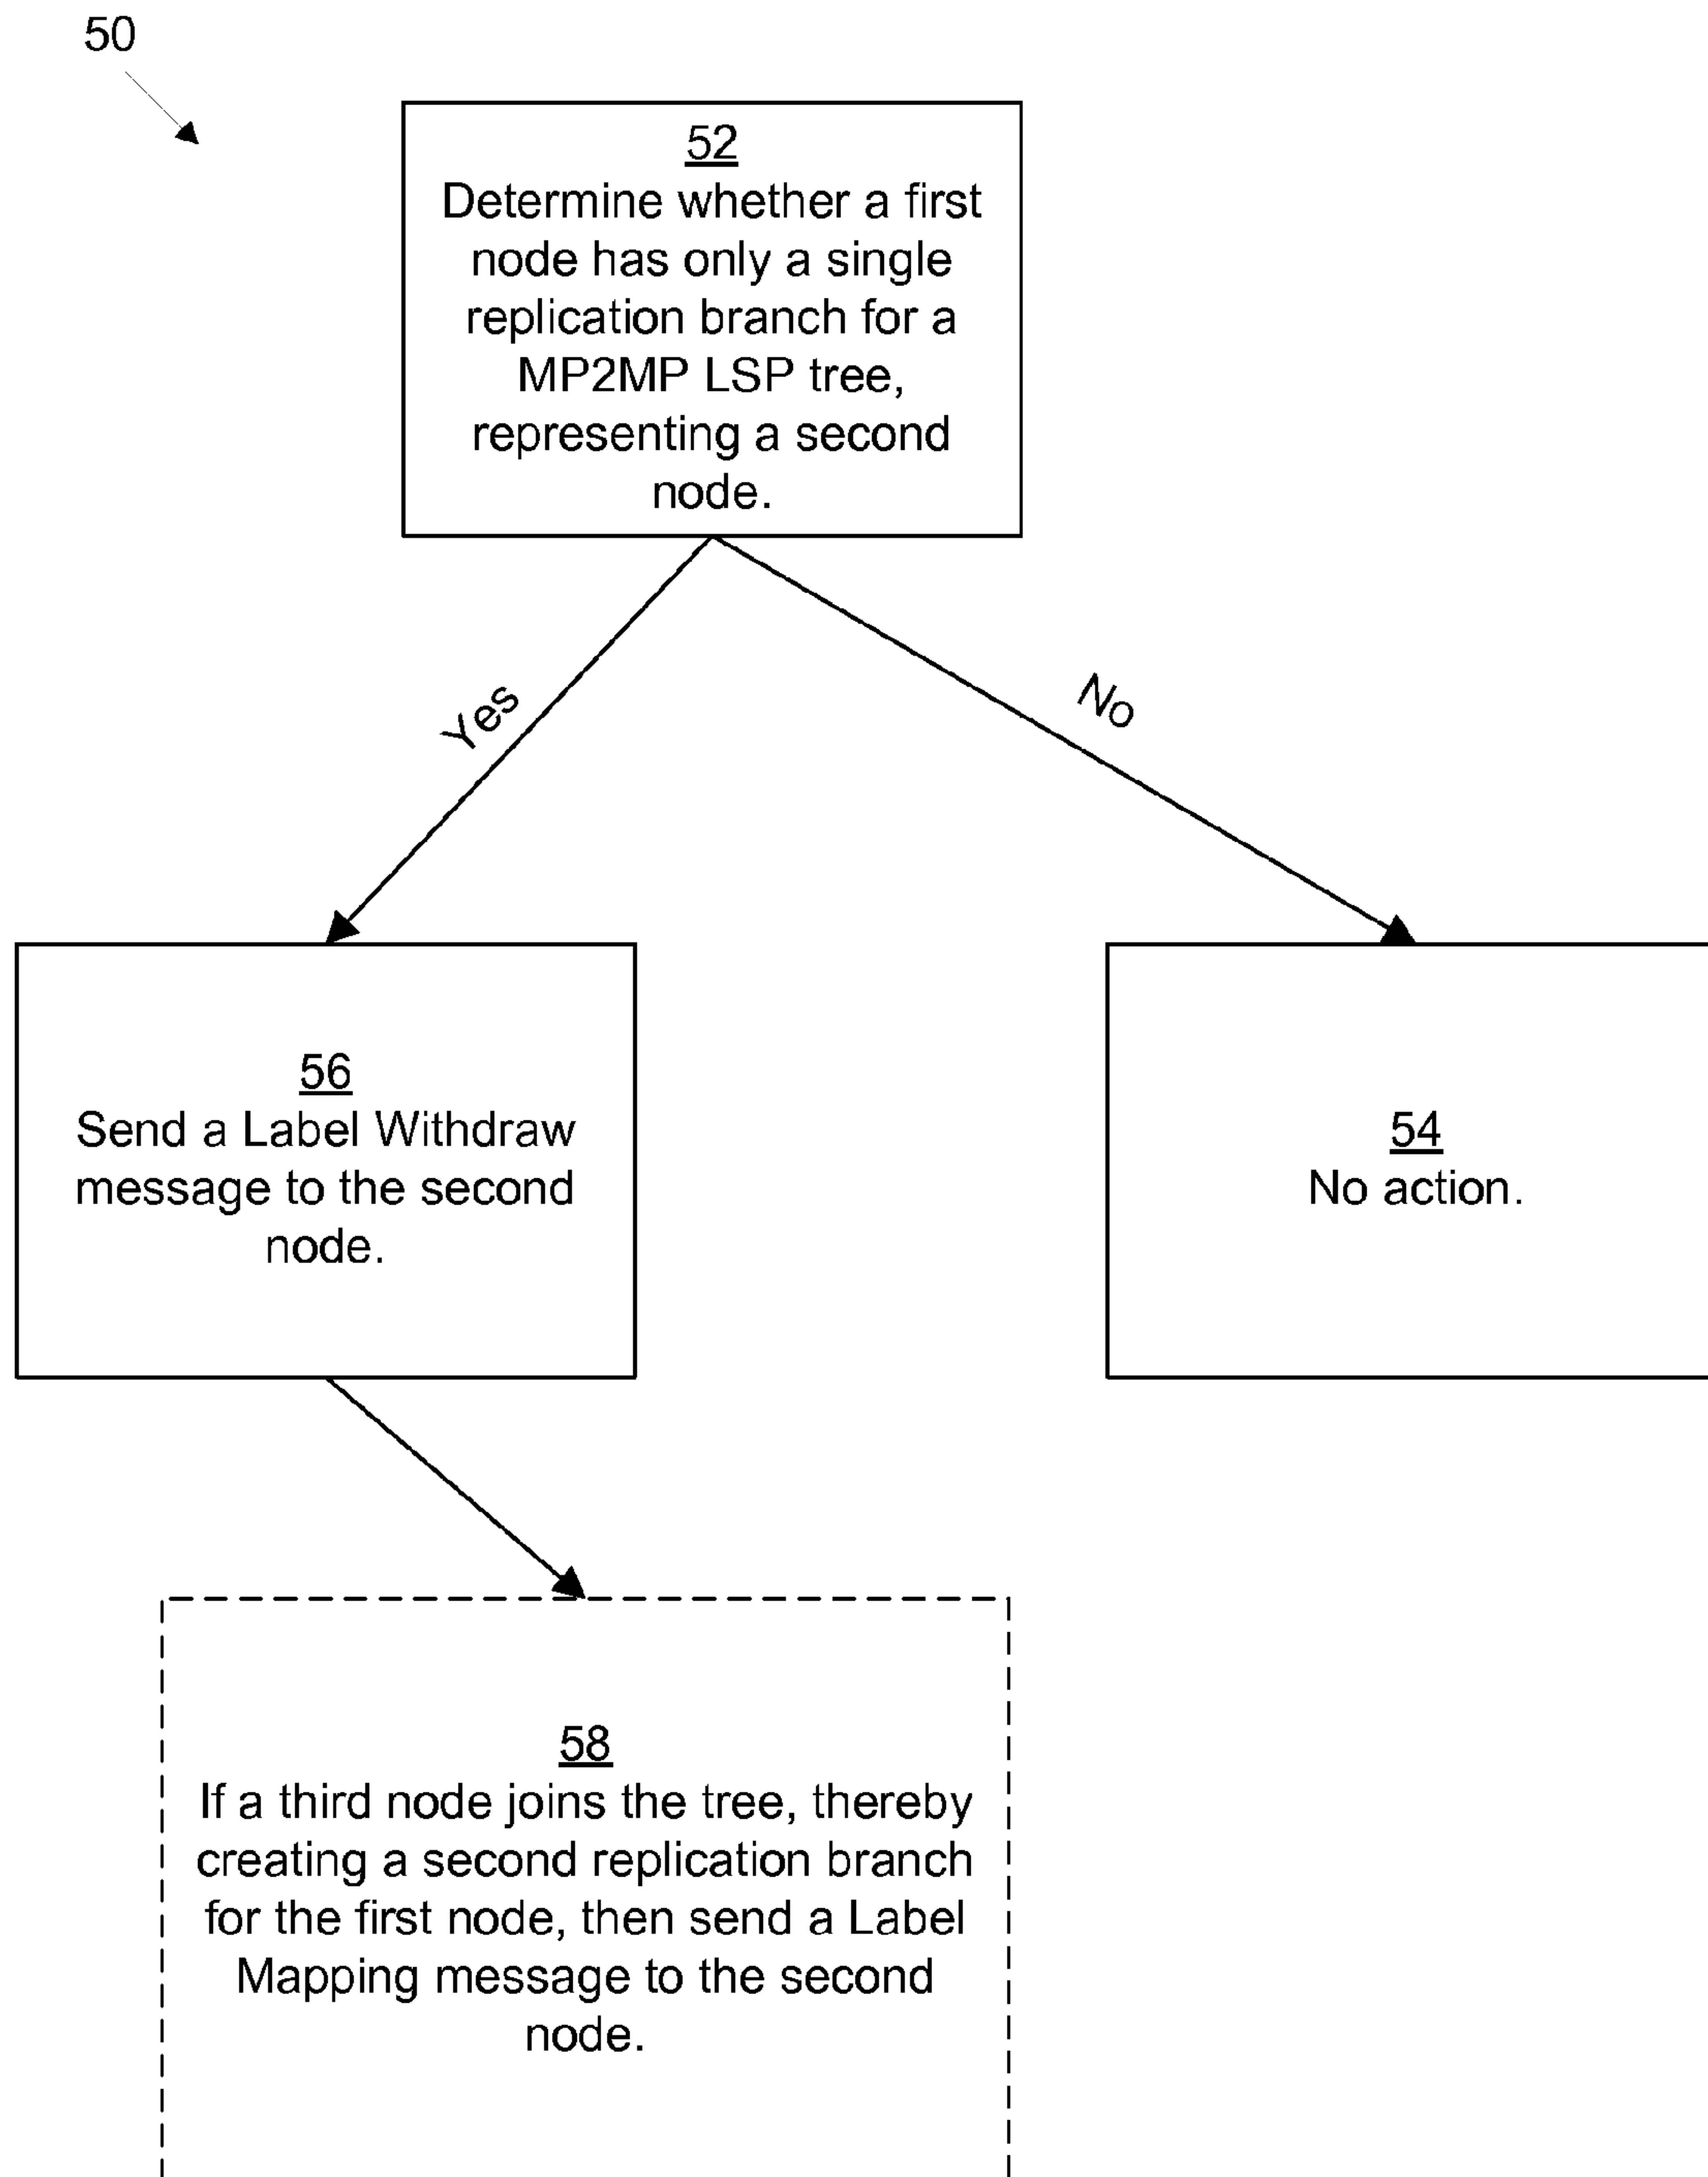 50
52
Determine whether a first
node has only a single
replication branch for a
MP2MP LSP tree,
representing a second
node.
Yes
No
56
Send a Label Withdraw
message to the second
node.
54
No action.
58
If a third node joins the tree, thereby
creating a second replication branch
for the first node, then send a Label
Mapping message to the second
node.